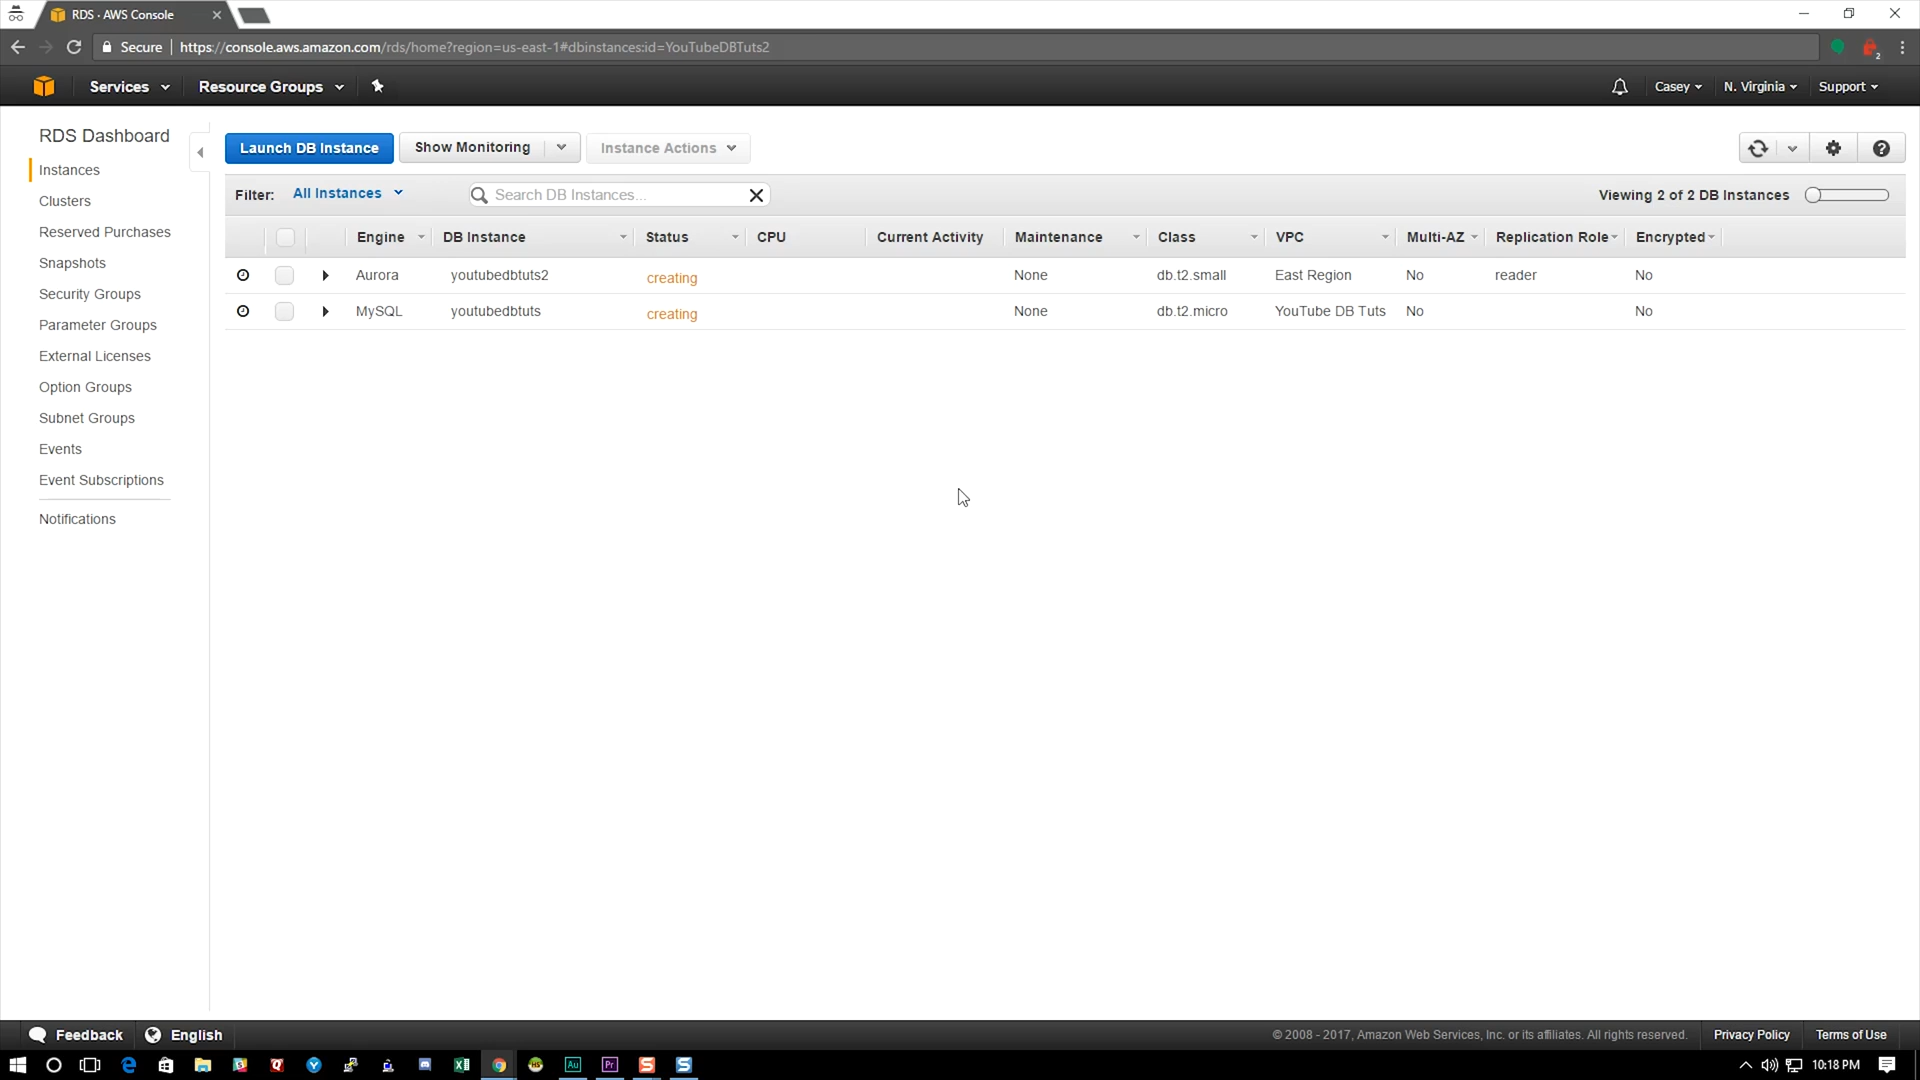 RDS · AWS Console
Secure
https://console.aws.amazon.com/rds/home?region=us-east-1#dbinstances:id=YouTubeDBTuts2
2
Services
Resource Groups
Casey
N. Virginia
Support
RDS Dashboard
Instances
Clusters
Reserved Purchases
Snapshots
Security Groups
Parameter Groups
External Licenses
Option Groups
Subnet Groups
Events
Event Subscriptions
Notifications
Launch DB Instance
Show Monitoring
Instance Actions
Filter: All Instances
Search DB Instances...
Viewing 2 of 2 DB Instances
Engine DB Instance Status CPU Current Activity Maintenance Class VPC Multi-AZ Replication Role Encrypted
Aurora youtubedbtuts2 creating None db.t2.small East Region No reader No
MySQL youtubedbtuts creating None db.t2.micro YouTube DB Tuts No No
Feedback
English
© 2008 - 2017, Amazon Web Services, Inc. or its affiliates. All rights reserved.
Privacy Policy
Terms of Use
Au
Pr
10:18 PM